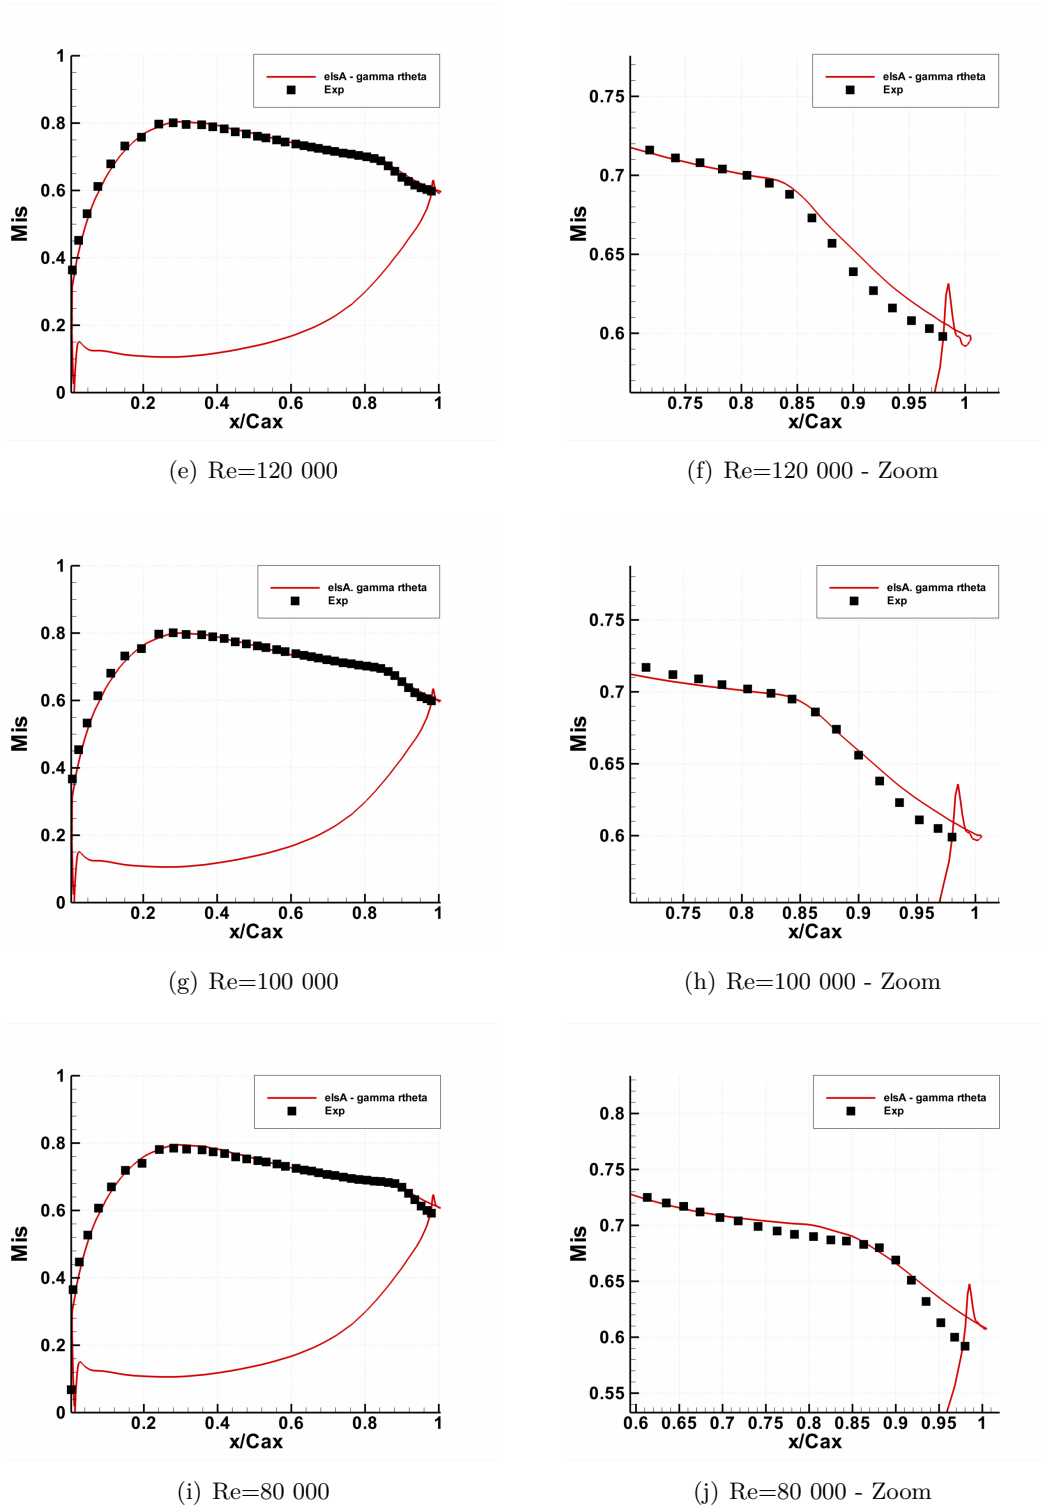 1
0.8
0.6
0.4
0.2
0
Mis
0.2 0.4 0.6 0.8 1
x/Cax
elsA - gamma rtheta
Exp
(e) Re=120 000
0.75
0.7
0.65
0.6
Mis
0.75 0.8 0.85 0.9 0.95 1
x/Cax
elsA - gamma rtheta
Exp
(f) Re=120 000 - Zoom
1
0.8
0.6
0.4
0.2
0
Mis
0.2 0.4 0.6 0.8 1
x/Cax
elsA. gamma rtheta
Exp
(g) Re=100 000
0.75
0.7
0.65
0.6
Mis
0.75 0.8 0.85 0.9 0.95 1
x/Cax
elsA. gamma rtheta
Exp
(h) Re=100 000 - Zoom
1
0.8
0.6
0.4
0.2
0
Mis
0.2 0.4 0.6 0.8 1
x/Cax
elsA - gamma rtheta
Exp
(i) Re=80 000
0.8
0.75
0.7
0.65
0.6
0.55
Mis
0.6 0.65 0.7 0.75 0.8 0.85 0.9 0.95 1
x/Cax
elsA - gamma rtheta
Exp
(j) Re=80 000 - Zoom